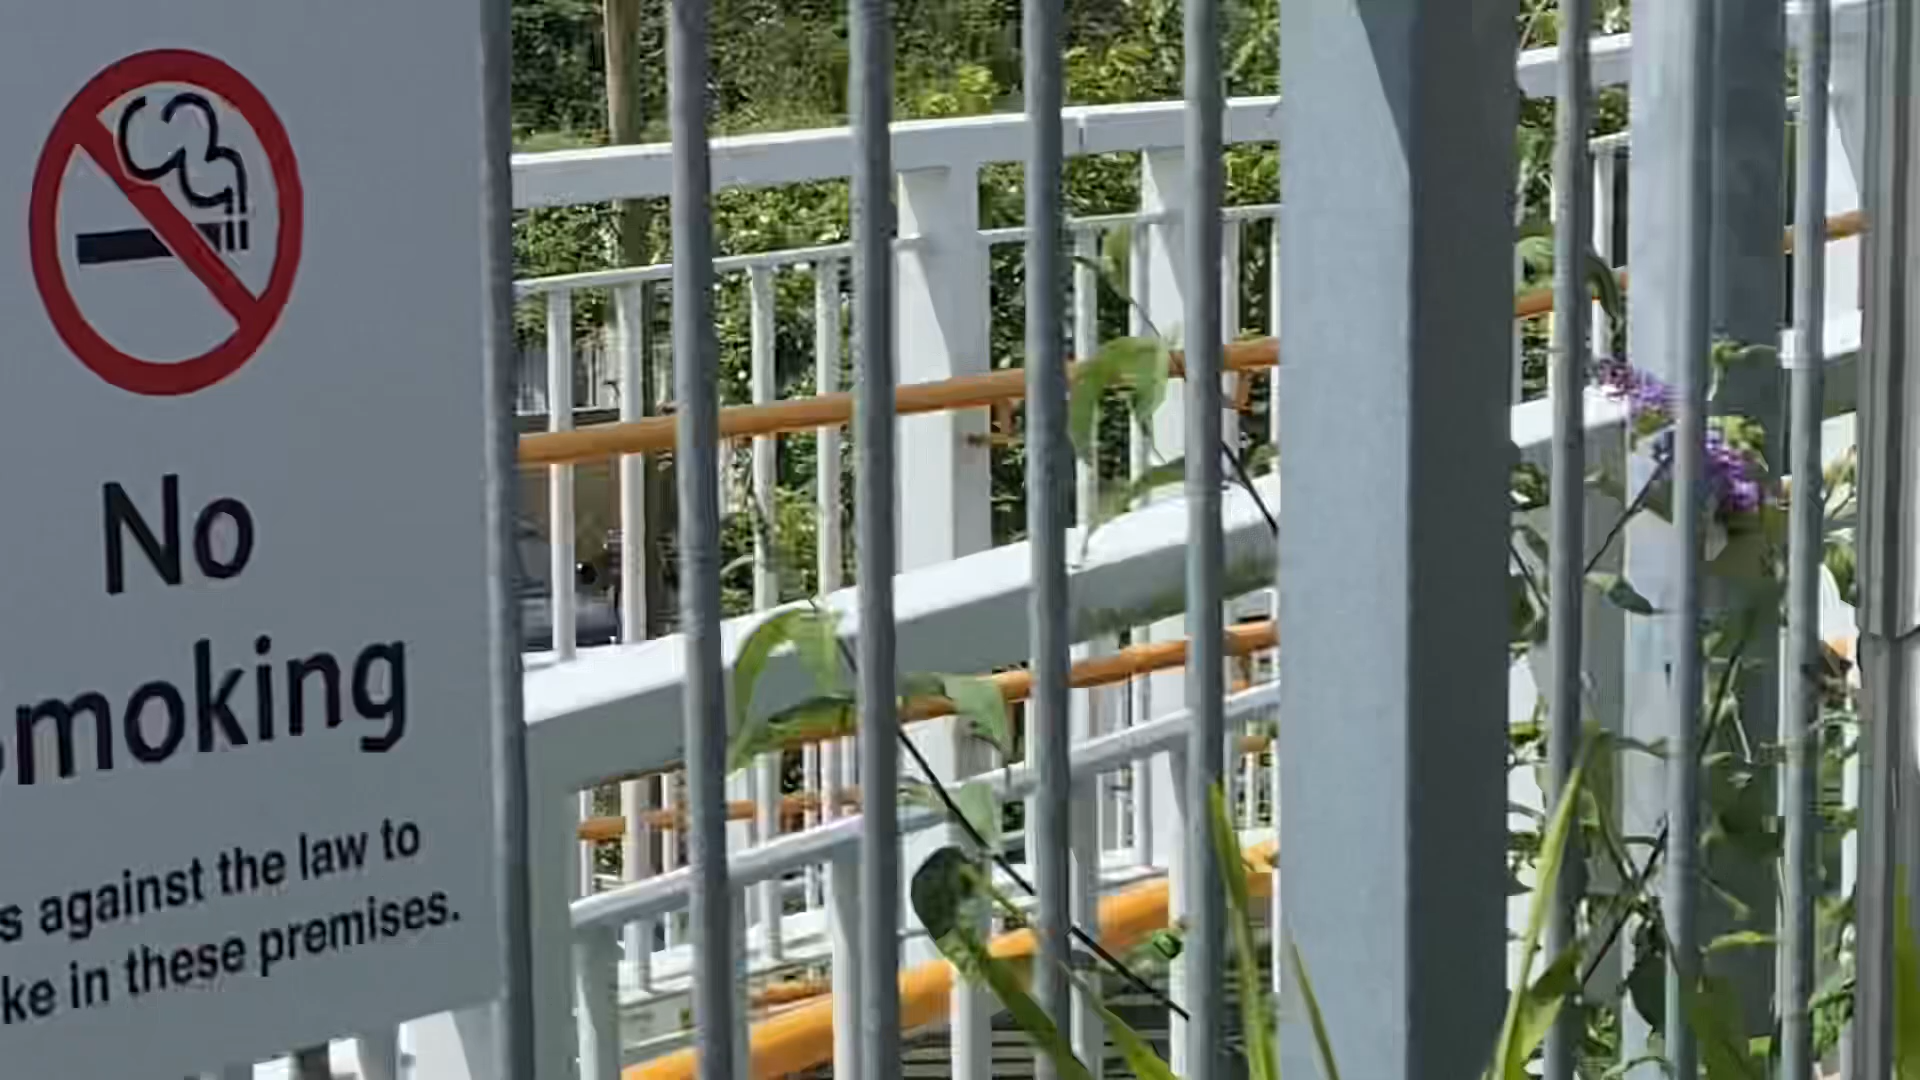 No
moking
s against the law to
ke in these premises.